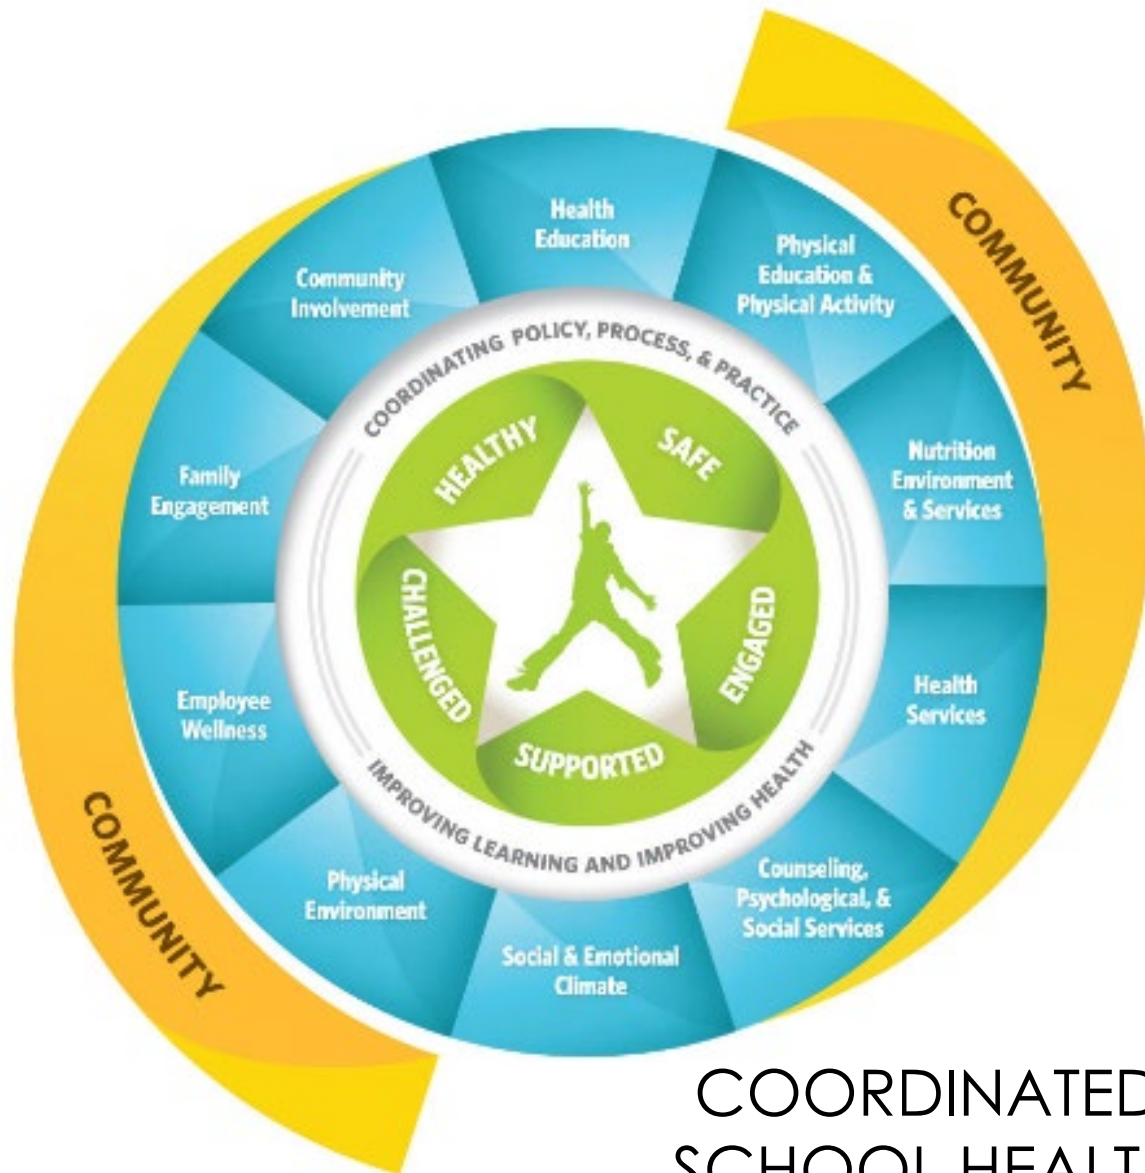 COMMUNITY
Health
Education
Physical
Education &
Physical Activity
Nutrition
Environment
& Services
Health
Services
Counseling,
Psychological, &
Social Services
Social & Emotional
Climate
Physical
Environment
Employee
Wellness
Family
Engagement
Community
Involvement
COORDINATING POLICY, PROCESS, & PRACTICE
IMPROVING LEARNING AND IMPROVING HEALTH
HEALTHY
SAFE
ENGAGED
SUPPORTED
CHALLENGED
COMMUNITY
COORDINATED
SCHOOL HEALT